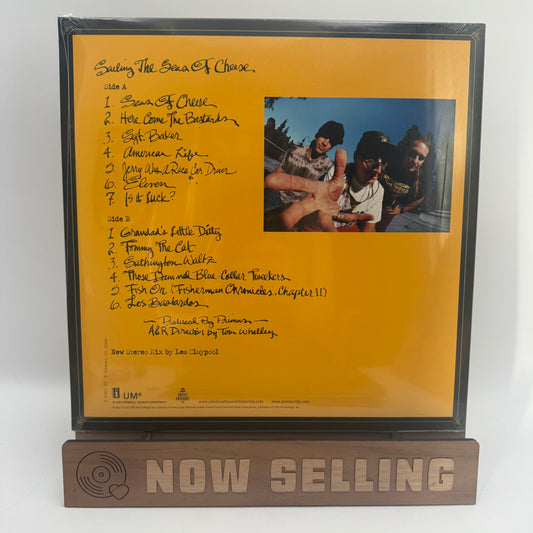 Sailing The Seas Of Cheese
Side A
1. Seas Of Cheese
2. Here Come The Bastards
3. Sgt. Baker
4. American Life
5. Jerry Was A Race Car Driver
6. Eleven
7. Is It Luck?
Side B
1 Grandad's Little Ditty
2. Tommy The Cat
3. Sathington Waltz
4 Those Damned Blue-Collar Tweekers
5 Fish On (Fisherman Chronicles, Chapter II)
6. Los Bastardos
Produced By Primus
A&R Direction by Tom Whalley
New Stereo Mix by Les Claypool
UMe
A UNIVERSAL MUSIC COMPANY
NOW SELLING